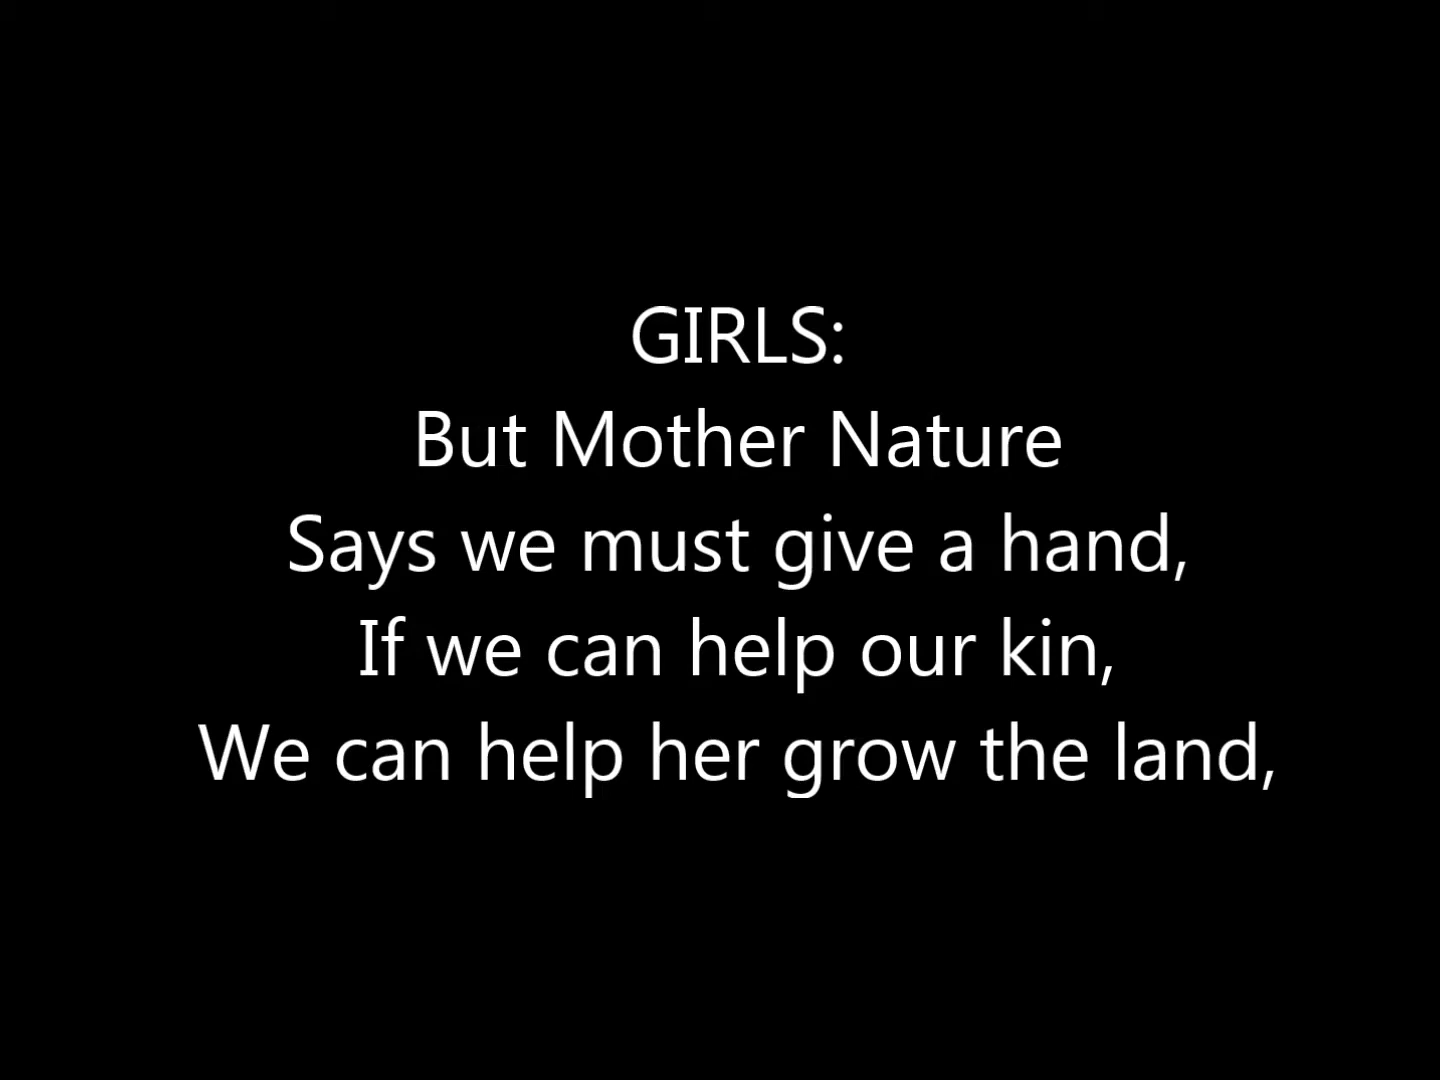 GIRLS:
But Mother Nature
Says we must give a hand,
If we can help our kin,
We can help her grow the land,